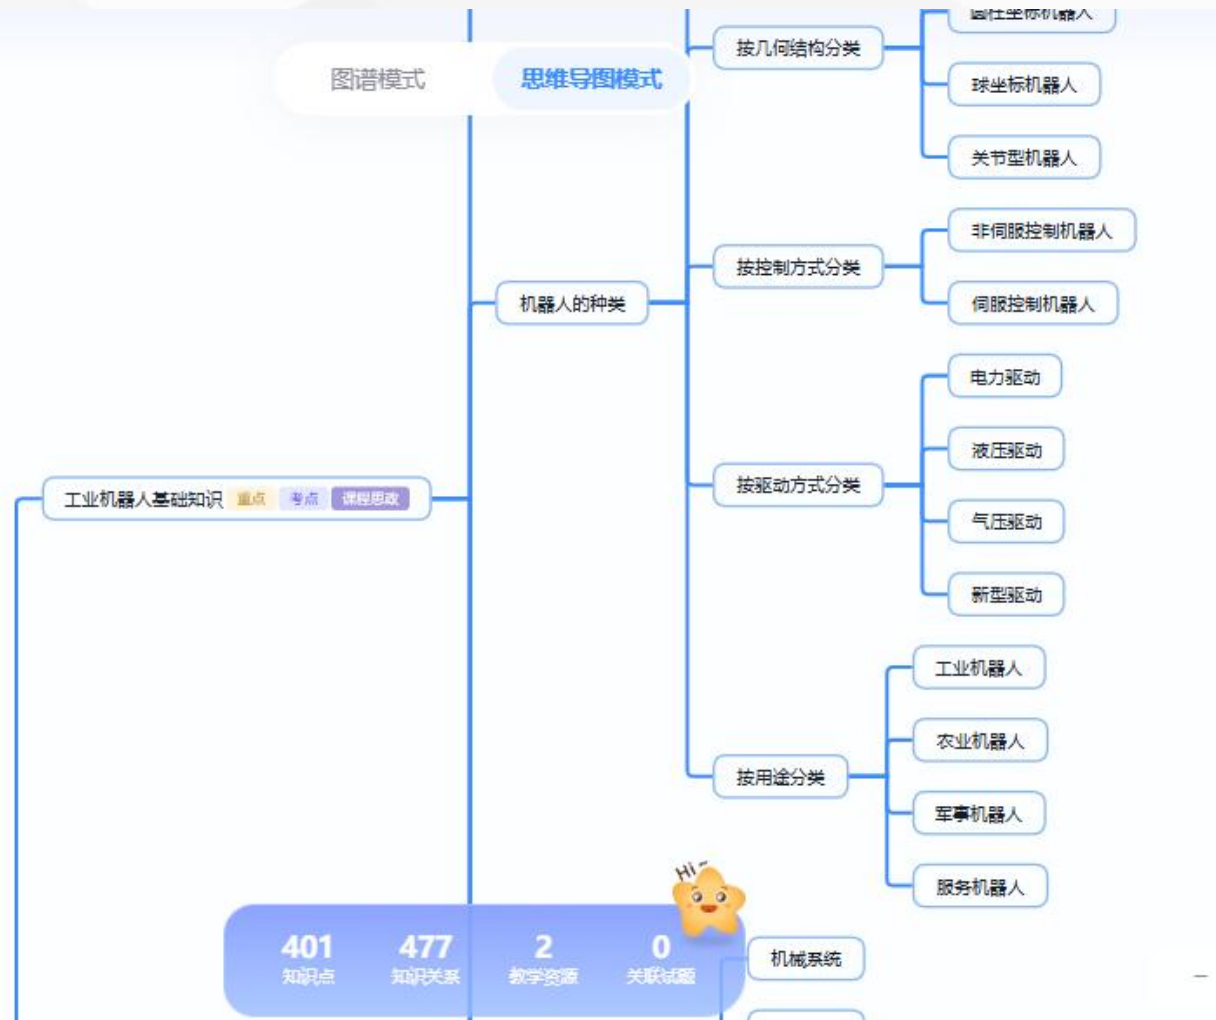 圆柱坐标机器人
按几何结构分类
图谱模式
思维导图模式
球坐标机器人
关节型机器人
非伺服控制机器人
按控制方式分类
机器人的种类
伺服控制机器人
电力驱动
液压驱动
按驱动方式分类
工业机器人基础知识 重点 考点 课程思政
气压驱动
新型驱动
工业机器人
农业机器人
按用途分类
军事机器人
服务机器人
Hi~
401 477 2 0
知识点 知识关系 教学资源 关联试题
机械系统